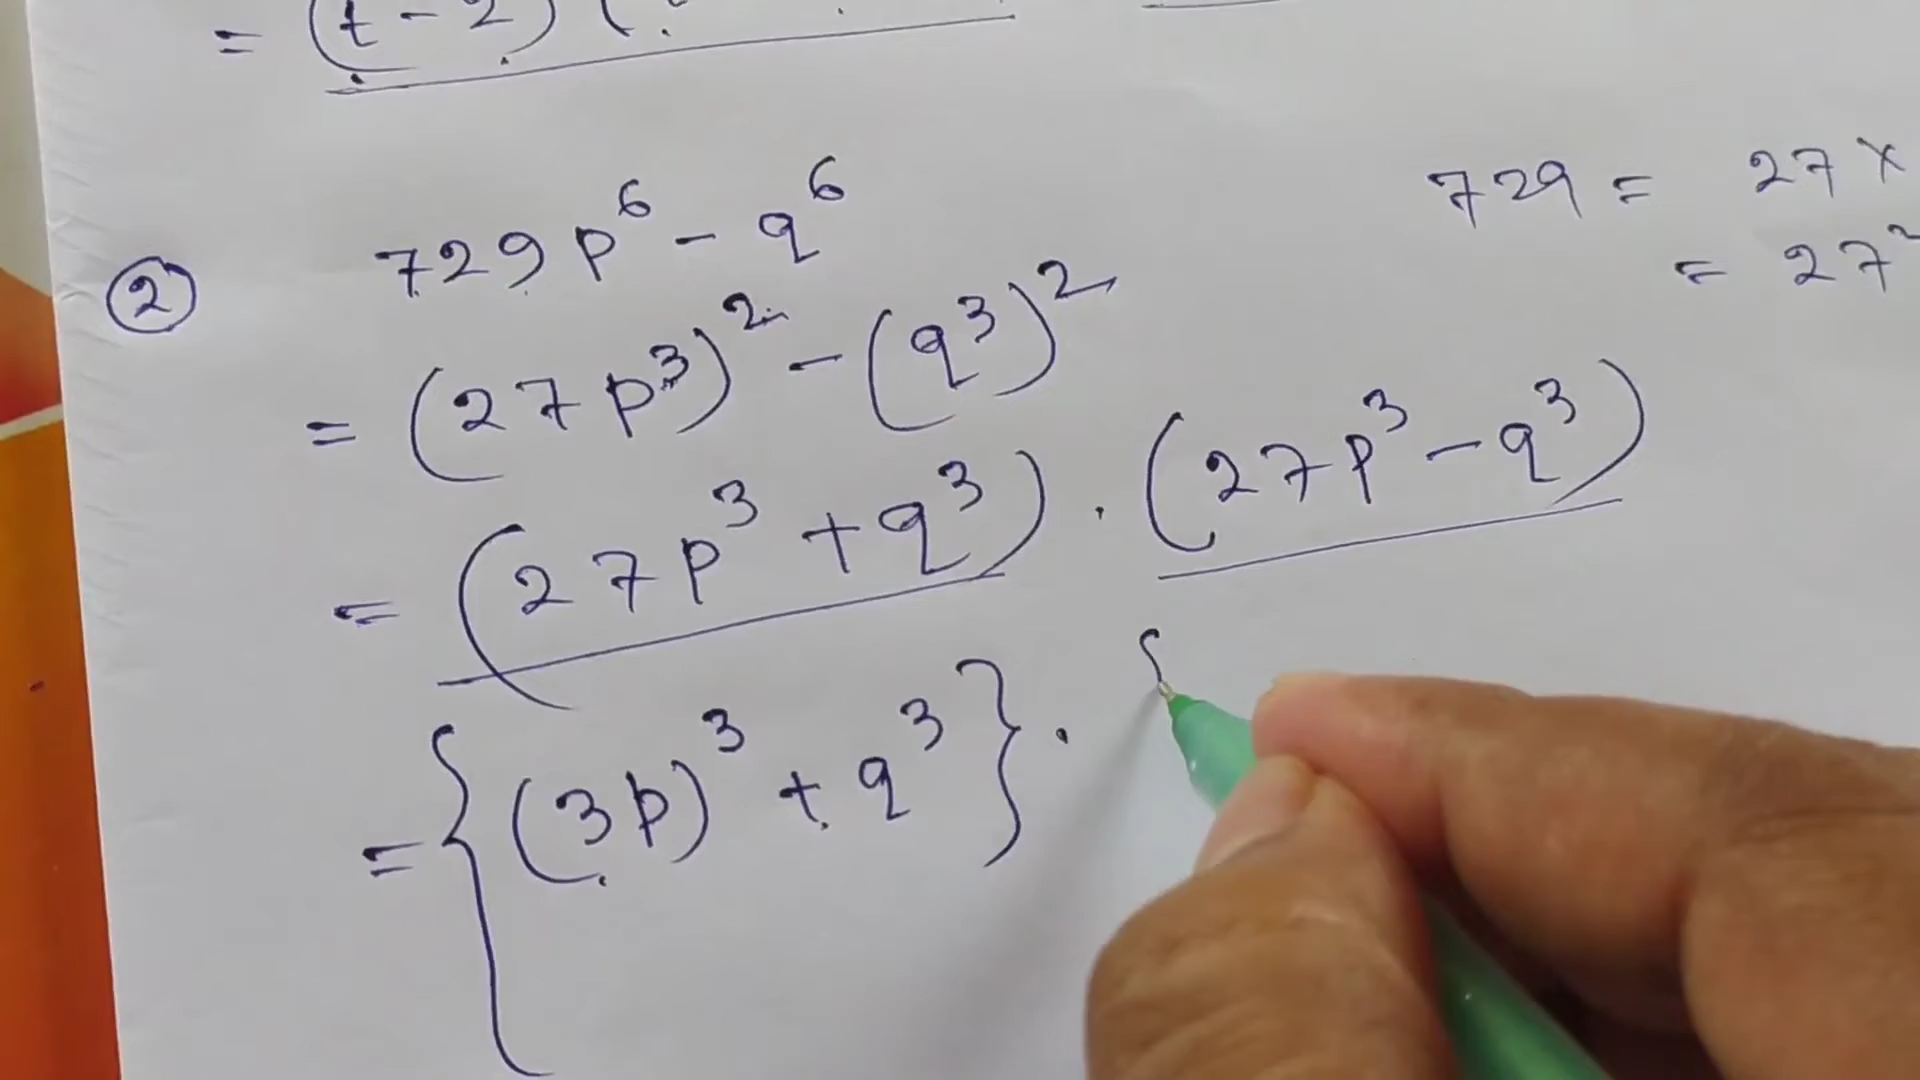 = (t - 2) (
② 729p⁶ - q⁶
= (27p³)² - (q³)²
= (27p³ + q³) . (27p³ - q³)
= {(3p)³ + q³} . {
729 = 27 ×
= 27²